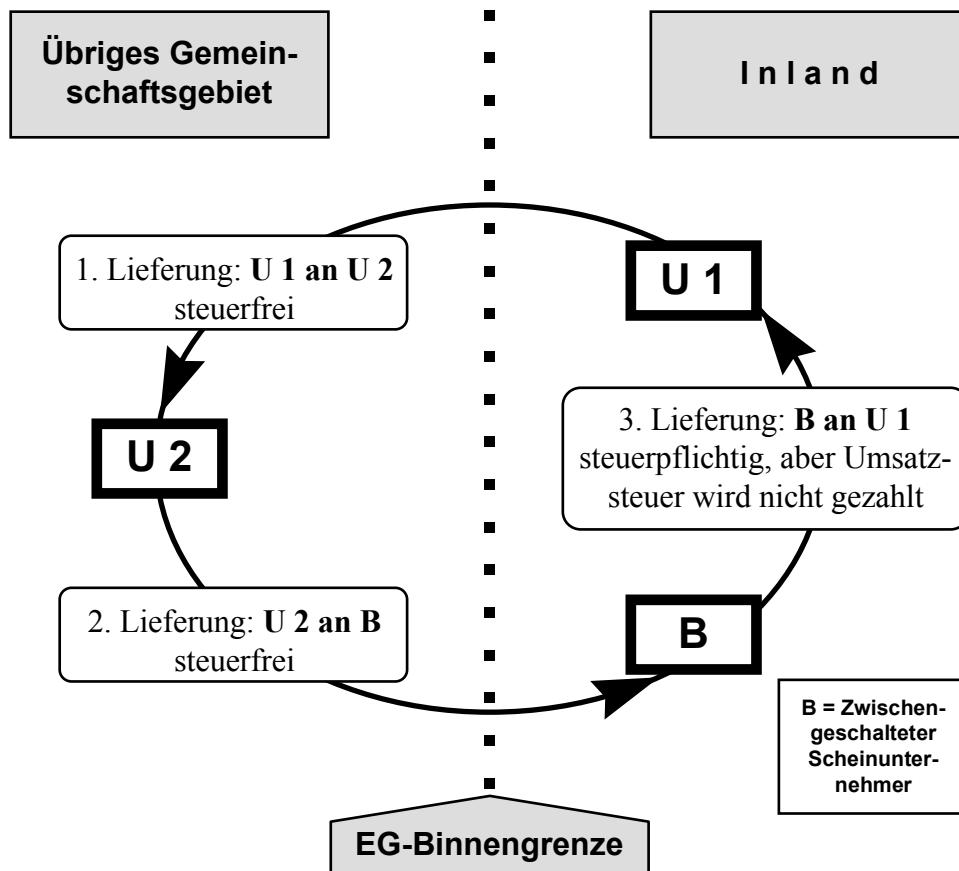 Übriges Gemein-
schaftsgebiet
I n l a n d
1. Lieferung: U 1 an U 2
steuerfrei
U 1
U 2
3. Lieferung: B an U 1
steuerpflichtig, aber Umsatz-
steuer wird nicht gezahlt
2. Lieferung: U 2 an B
steuerfrei
B
B = Zwischen-
geschalteter
Scheinunter-
nehmer
EG-Binnengrenze